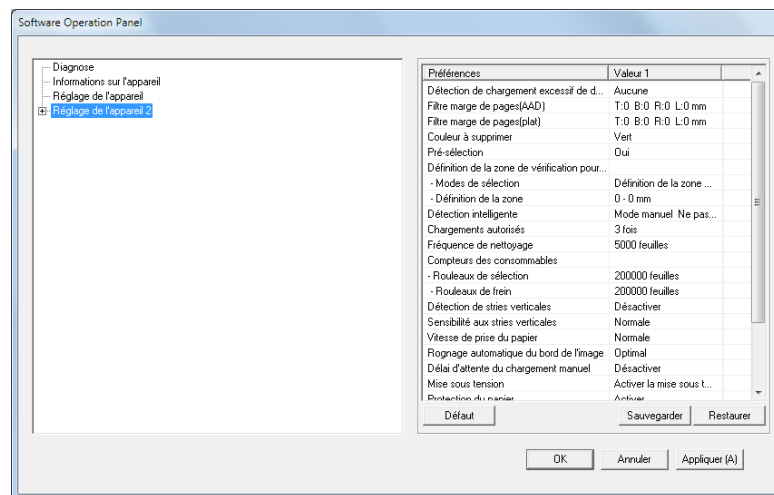 Software Operation Panel
Diagnose
Informations sur l'appareil
Réglage de l'appareil
Réglage de l'appareil 2
Préférences Valeur 1
Détection de chargement excessif de d... Aucune
Filtre marge de pages(AAD) T:0 B:0 R:0 L:0 mm
Filtre marge de pages(plat) T:0 B:0 R:0 L:0 mm
Couleur à supprimer Vert
Pré-sélection Oui
Définition de la zone de vérification pour...
- Modes de sélection Définition de la zone ...
- Définition de la zone 0 - 0 mm
Détection intelligente Mode manuel Ne pas...
Chargements autorisés 3 fois
Fréquence de nettoyage 5000 feuilles
Compteurs des consommables
- Rouleaux de sélection 200000 feuilles
- Rouleaux de frein 200000 feuilles
Détection de stries verticales Désactiver
Sensibilité aux stries verticales Normale
Vitesse de prise du papier Normale
Rognage automatique du bord de l'image Optimal
Délai d'attente du chargement manuel Désactiver
Mise sous tension Activer la mise sous t...
Protection du papier Activer
Défaut Sauvegarder Restaurer
OK Annuler Appliquer (A)